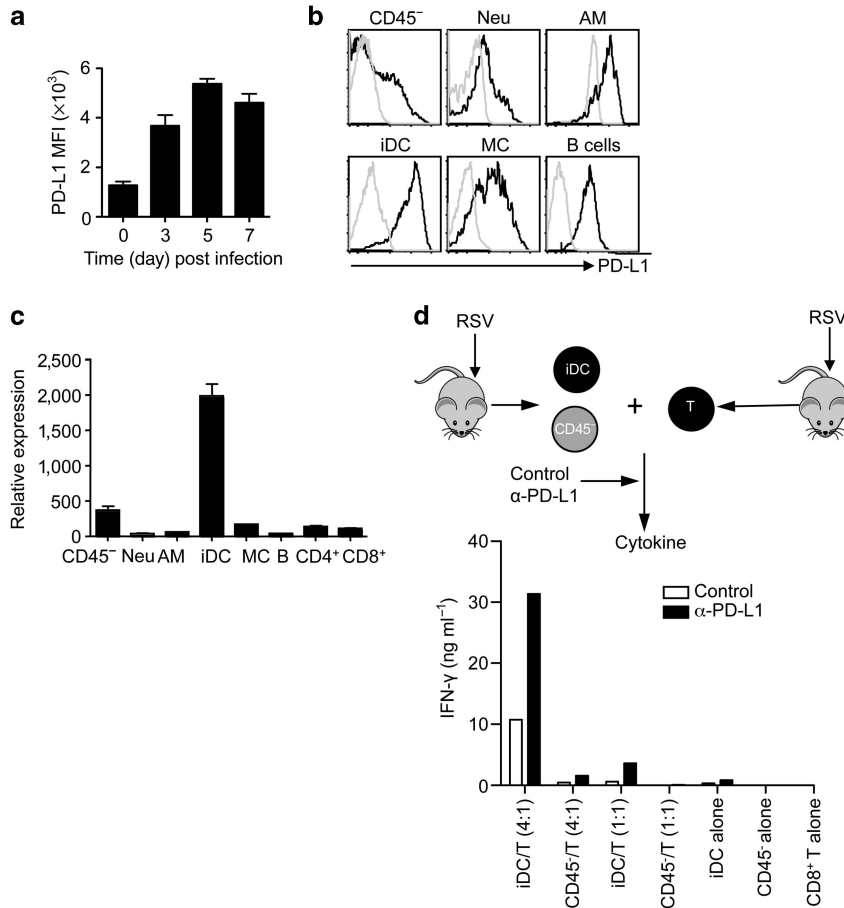 a
PD-L1 MFI (×10³)
6
4
2
0
0 3 5 7
Time (day) post infection
b
CD45⁻ Neu AM
iDC MC B cells
PD-L1
c
Relative expression
2,500
2,000
1,500
1,000
500
0
CD45⁻ Neu AM iDC MC B CD4⁺ CD8⁺
d
RSV RSV
iDC
CD45⁻
+
T
Control
α-PD-L1
Cytokine
IFN-γ (ng ml⁻¹)
40
30
20
10
0
Control
α-PD-L1
iDC/T (4:1)
CD45⁻/T (4:1)
iDC/T (1:1)
CD45⁻/T (1:1)
iDC alone
CD45⁻ alone
CD8⁺ T alone